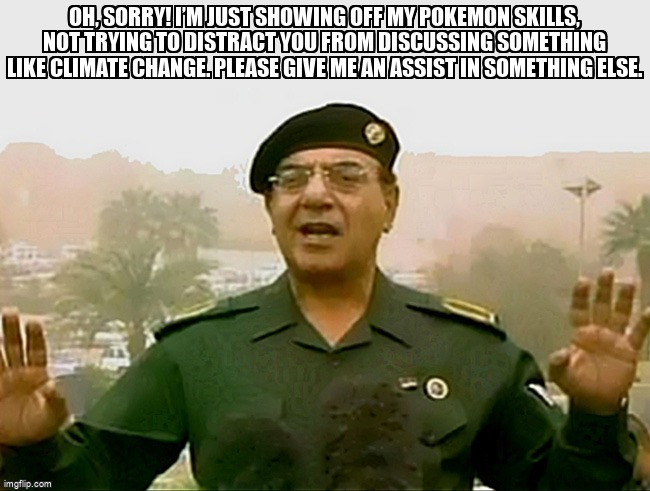 OH, SORRY! I'M JUST SHOWING OFF MY POKEMON SKILLS,
NOT TRYING TO DISTRACT YOU FROM DISCUSSING SOMETHING
LIKE CLIMATE CHANGE. PLEASE GIVE ME AN ASSIST IN SOMETHING ELSE.
imgflip.com